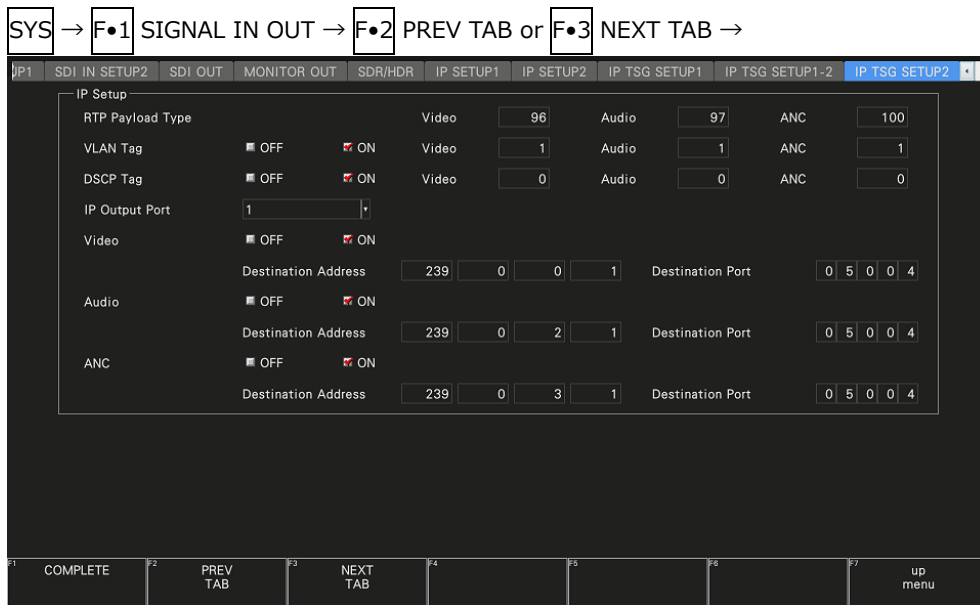 SYS → F•1 SIGNAL IN OUT → F•2 PREV TAB or F•3 NEXT TAB →
JP1 SDI IN SETUP2 SDI OUT MONITOR OUT SDR/HDR IP SETUP1 IP SETUP2 IP TSG SETUP1 IP TSG SETUP1-2 IP TSG SETUP2
IP Setup
RTP Payload Type Video 96 Audio 97 ANC 100
VLAN Tag OFF ON Video 1 Audio 1 ANC 1
DSCP Tag OFF ON Video 0 Audio 0 ANC 0
IP Output Port 1
Video OFF ON
Destination Address 239 0 0 1 Destination Port 0 5 0 0 4
Audio OFF ON
Destination Address 239 0 2 1 Destination Port 0 5 0 0 4
ANC OFF ON
Destination Address 239 0 3 1 Destination Port 0 5 0 0 4
F1 COMPLETE F2 PREV TAB F3 NEXT TAB F4 F5 F6 F7 up menu